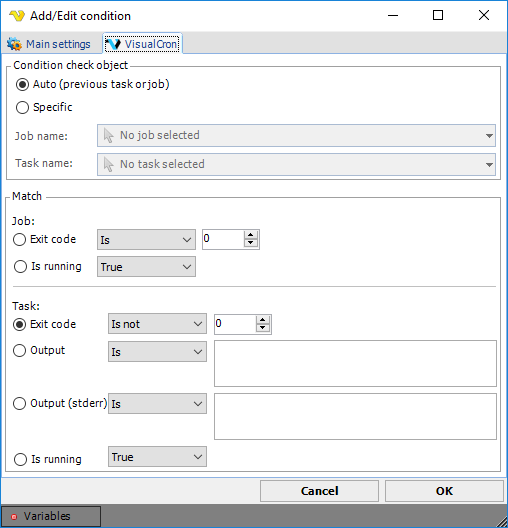 Add/Edit condition
Main settings VisualCron
Condition check object
Auto (previous task or job)
Specific
Job name: No job selected
Task name: No task selected
Match
Job:
Exit code Is 0
Is running True
Task:
Exit code Is not 0
Output Is
Output (stderr) Is
Is running True
Cancel OK
Variables